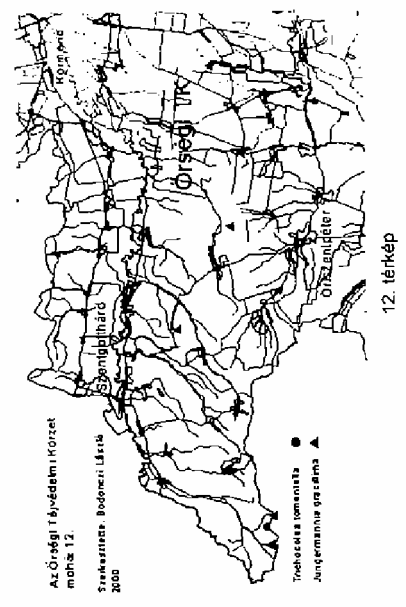 Az Őrségi Tájvédelmi Körzet
mohái 12.
Szerkesztette: Bodonczi László
2000
Szentgotthárd
Őrségi TK
Őriszentpéter
Trichocolea tomentella
Jungermannia gracillima
12. térkép